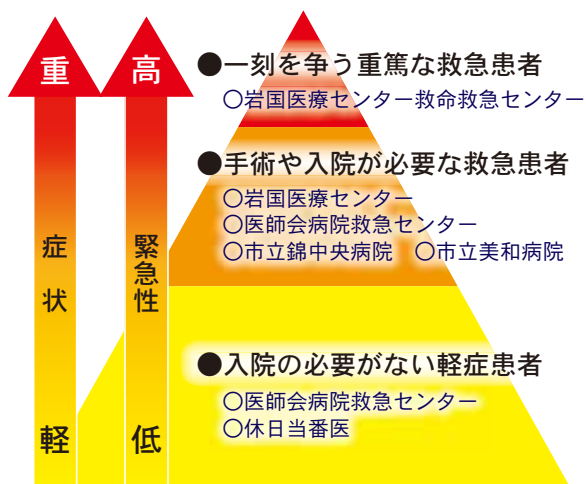 重
高
●一刻を争う重篤な救急患者
○岩国医療センター救命救急センター
●手術や入院が必要な救急患者
○岩国医療センター
○医師会病院救急センター
○市立錦中央病院　○市立美和病院
症状
緊急性
●入院の必要がない軽症患者
○医師会病院救急センター
○休日当番医
軽
低